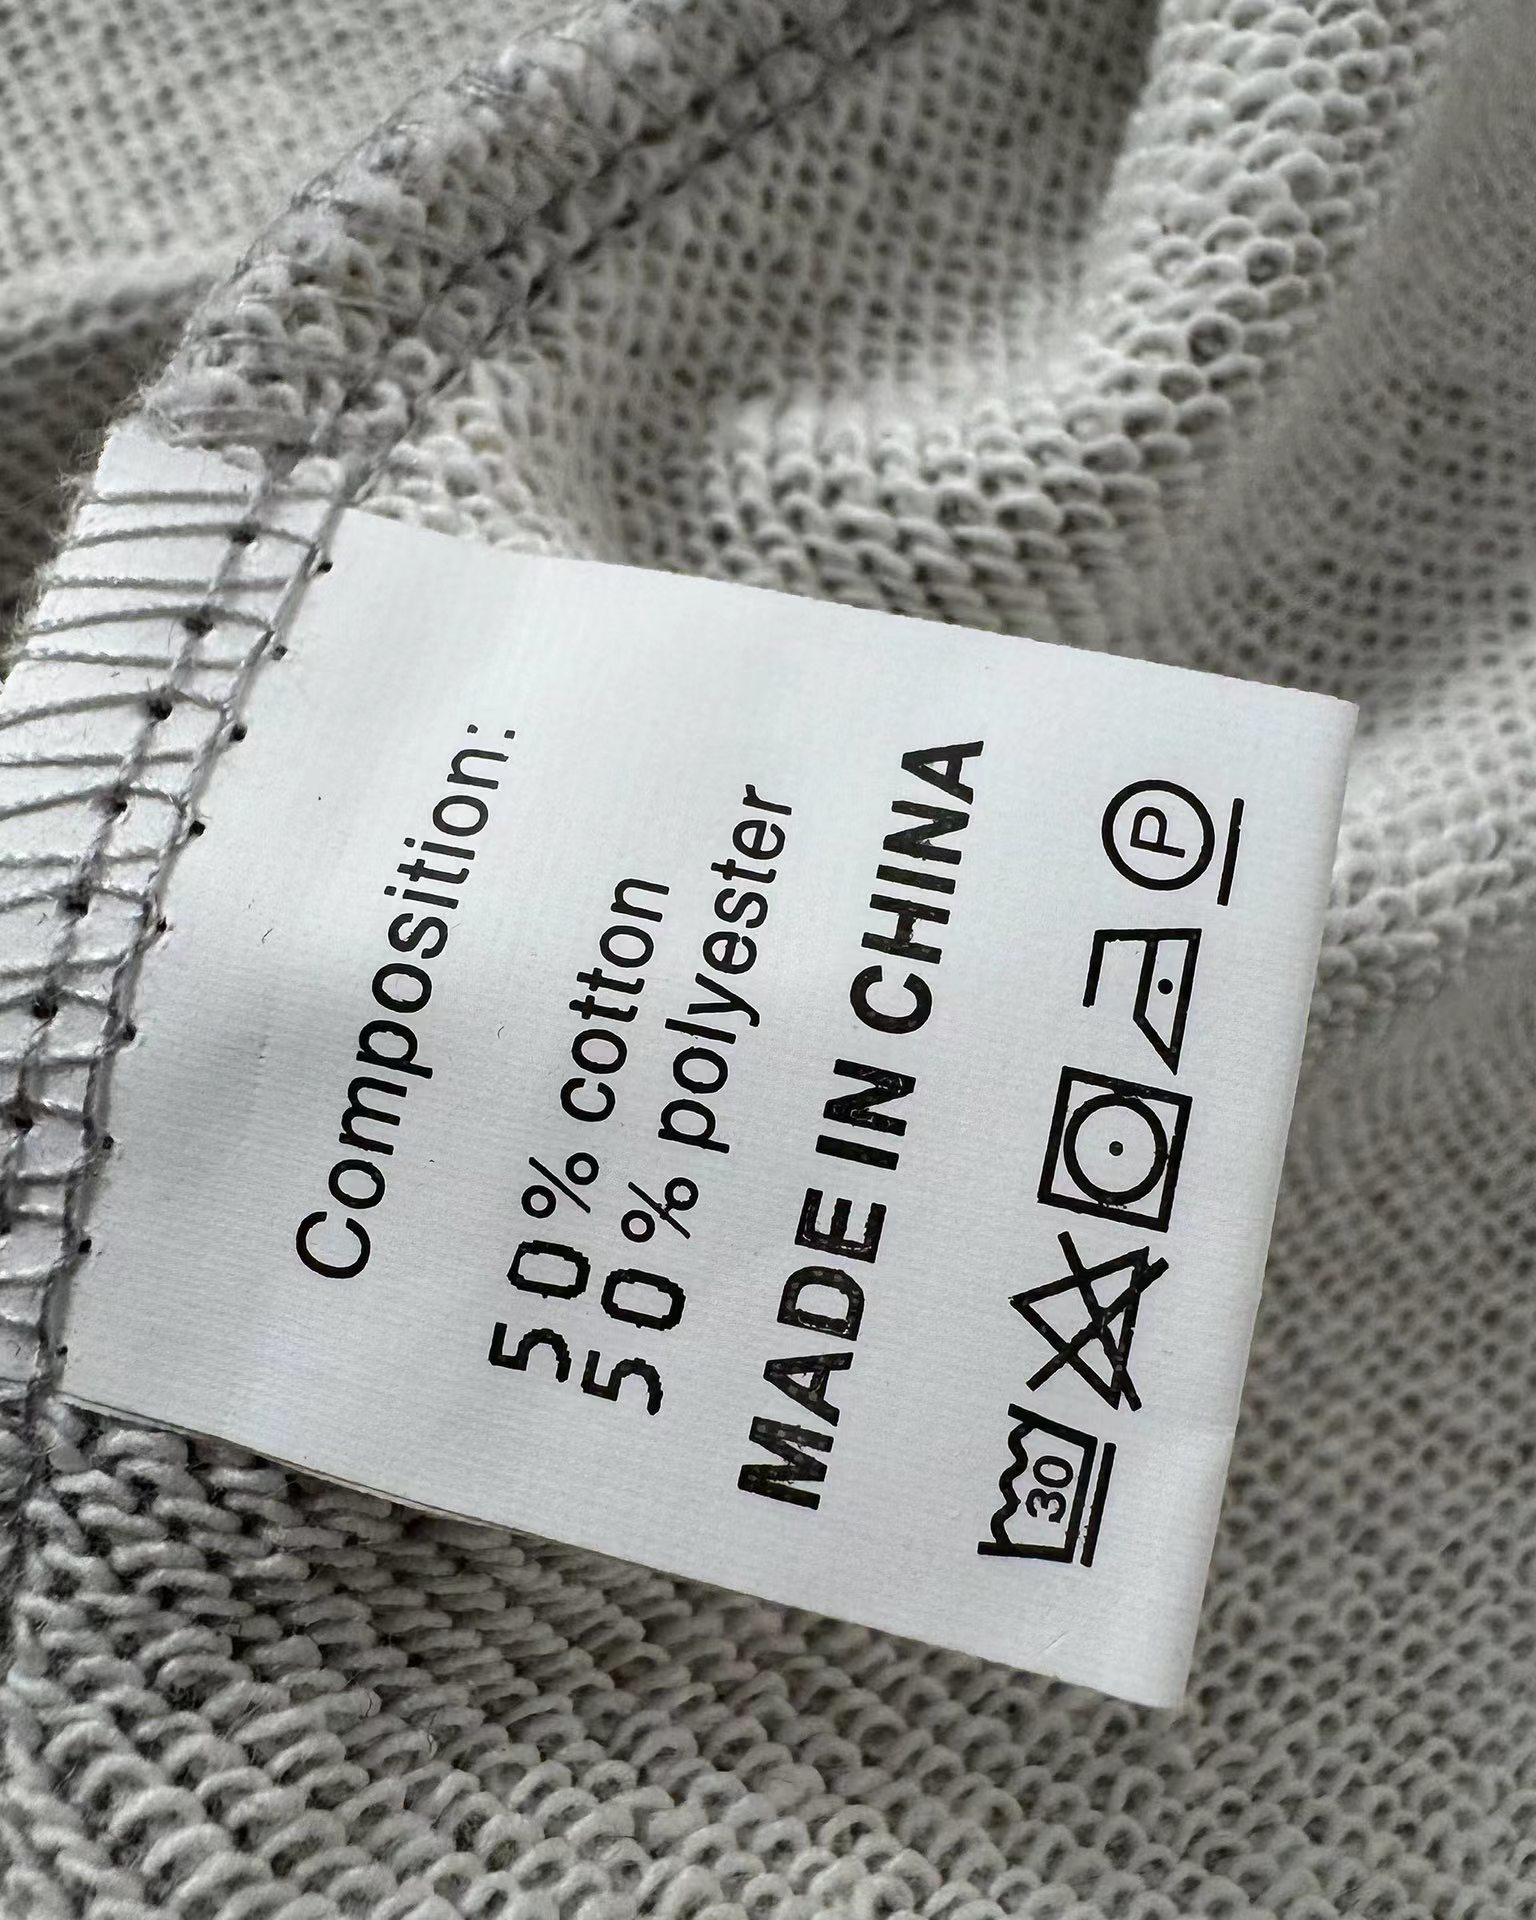 Composition:
50% cotton
50% polyester
MADE IN CHINA
30 P